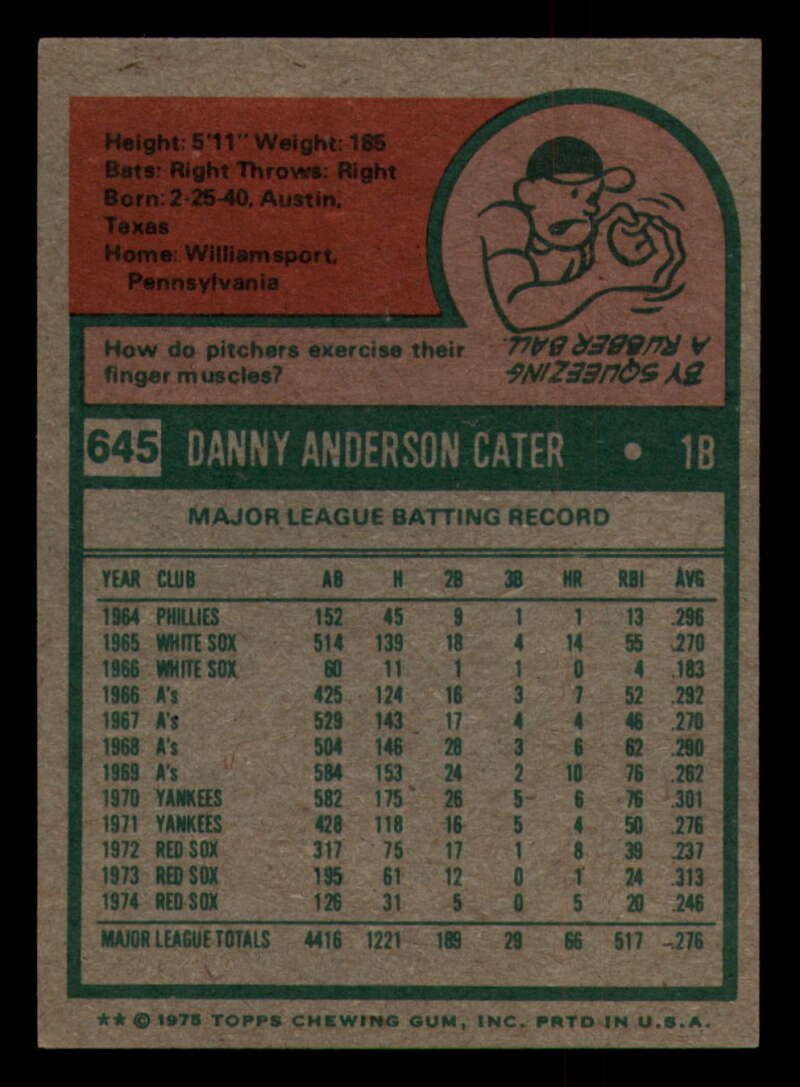 Height: 5'11" Weight: 185
Bats: Right Throws: Right
Born: 2-25-40, Austin,
Texas
Home: Williamsport,
Pennsylvania
How do pitchers exercise their
finger muscles?
BY SQUEEZING
A RUBBER BALL.
645 DANNY ANDERSON CATER • 1B
MAJOR LEAGUE BATTING RECORD
YEAR CLUB AB H 2B 3B HR RBI AVG
1964 PHILLIES 152 45 9 1 1 13 .296
1965 WHITE SOX 514 139 18 4 14 55 .270
1966 WHITE SOX 60 11 1 1 0 4 .183
1966 A's 425 124 16 3 7 52 .292
1967 A's 529 143 17 4 4 46 .270
1968 A's 504 146 28 3 6 62 .290
1969 A's 584 153 24 2 10 76 .262
1970 YANKEES 582 175 26 5 6 76 .301
1971 YANKEES 428 118 16 5 4 50 .276
1972 RED SOX 317 75 17 1 8 39 .237
1973 RED SOX 195 61 12 0 1 24 .313
1974 RED SOX 126 31 5 0 5 20 .246
MAJOR LEAGUE TOTALS 4416 1221 189 29 66 517 .276
** © 1975 TOPPS CHEWING GUM, INC. PRTD IN U.S.A.